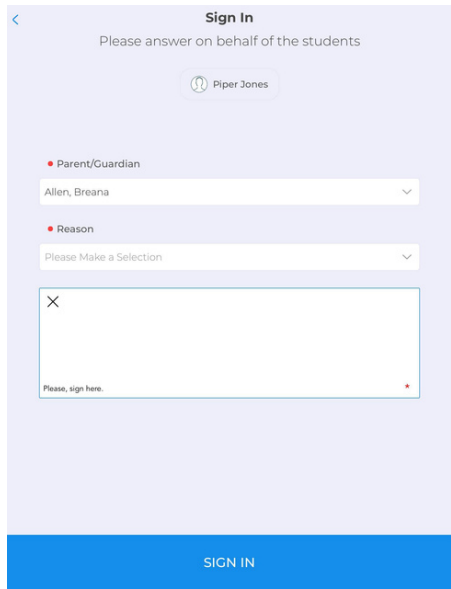 Sign In
Please answer on behalf of the students
Piper Jones
Parent/Guardian
Allen, Breana
Reason
Please Make a Selection
Please, sign here. *
SIGN IN